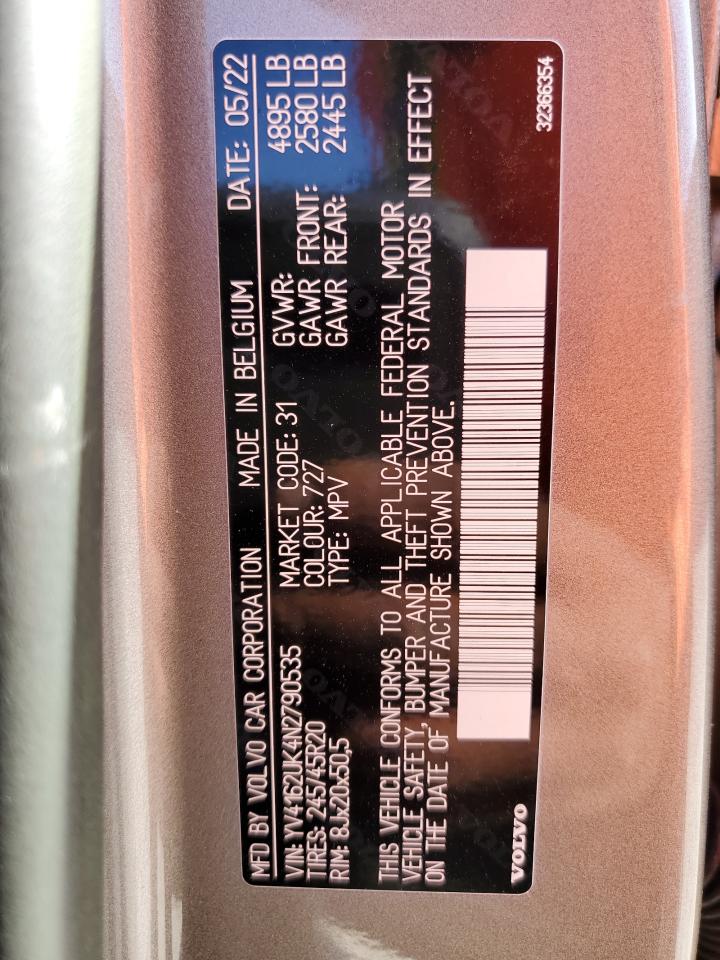 MFD BY VOLVO CAR CORPORATION MADE IN BELGIUM DATE: 05/22
VIN: YV4162UK4N2790535 MARKET CODE: 31 GVWR: 4895 LB
TIRES: 245/45R20 COLOUR: 727 GAWR FRONT: 2580 LB
RIM: 8Jx20x50,5 TYPE: MPV GAWR REAR: 2445 LB
THIS VEHICLE CONFORMS TO ALL APPLICABLE FEDERAL MOTOR
VEHICLE SAFETY, BUMPER AND THEFT PREVENTION STANDARDS IN EFFECT
ON THE DATE OF MANUFACTURE SHOWN ABOVE.
VOLVO 32366354